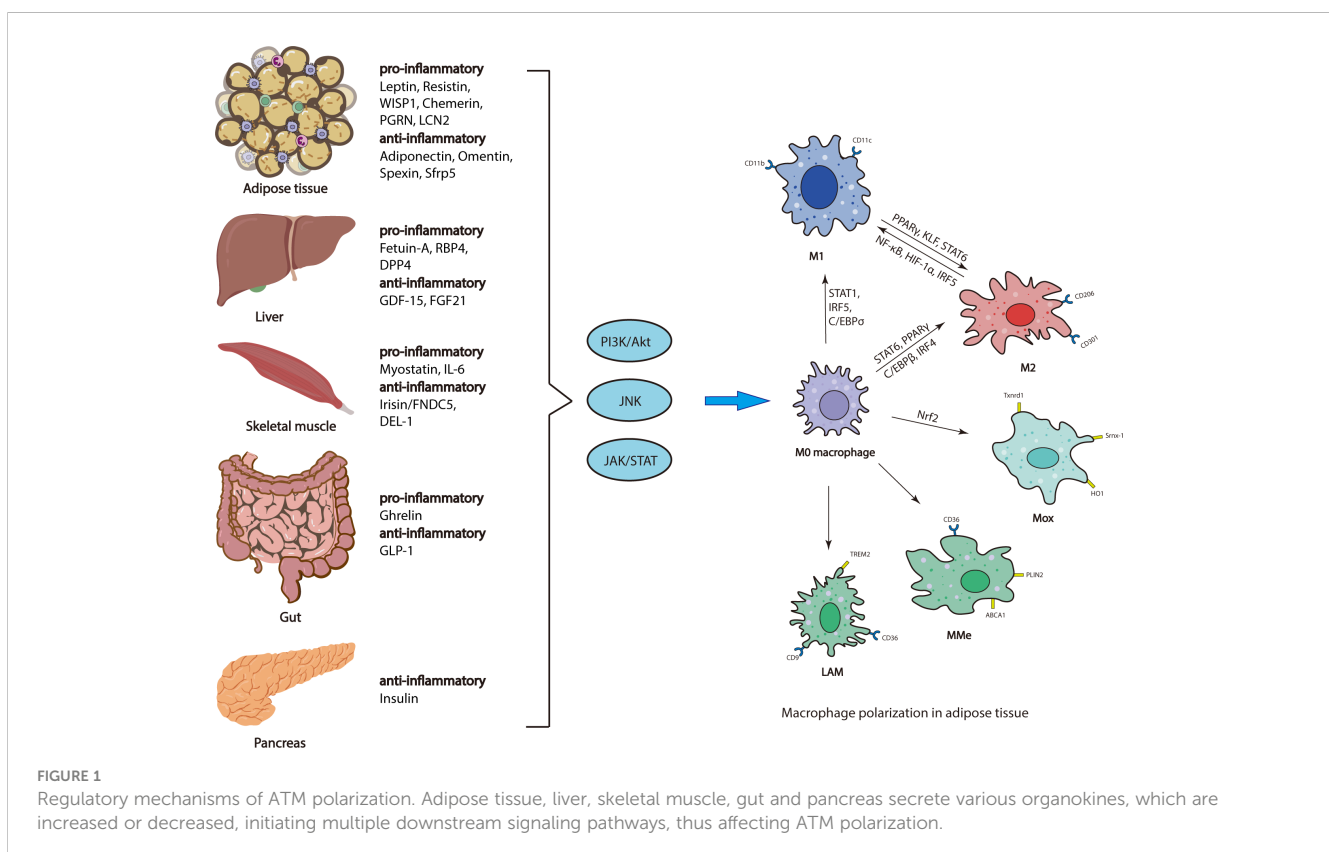 pro-inflammatory
Leptin, Resistin,
WISP1, Chemerin,
PGRN, LCN2
anti-inflammatory
Adiponectin, Omentin,
Spexin, Sfrp5
Adipose tissue
pro-inflammatory
Fetuin-A, RBP4,
DPP4
anti-inflammatory
GDF-15, FGF21
Liver
pro-inflammatory
Myostatin, IL-6
anti-inflammatory
Irisin/FNDC5,
DEL-1
Skeletal muscle
pro-inflammatory
Ghrelin
anti-inflammatory
GLP-1
Gut
anti-inflammatory
Insulin
Pancreas
PI3K/Akt
JNK
JAK/STAT
CD11b
CD11c
M1
PPARγ, KLF, STAT6
NF-κB, HIF-1α, IRF5
STAT1,
IRF5,
C/EBPσ
CD206
CD301
M2
STAT6, PPARγ
C/EBPβ, IRF4
M0 macrophage
Nrf2
Txnrd1
Srnx-1
HO1
Mox
CD36
PLIN2
ABCA1
MMe
TREM2
CD36
CD9
LAM
Macrophage polarization in adipose tissue
FIGURE 1
Regulatory mechanisms of ATM polarization. Adipose tissue, liver, skeletal muscle, gut and pancreas secrete various organokines, which are
increased or decreased, initiating multiple downstream signaling pathways, thus affecting ATM polarization.